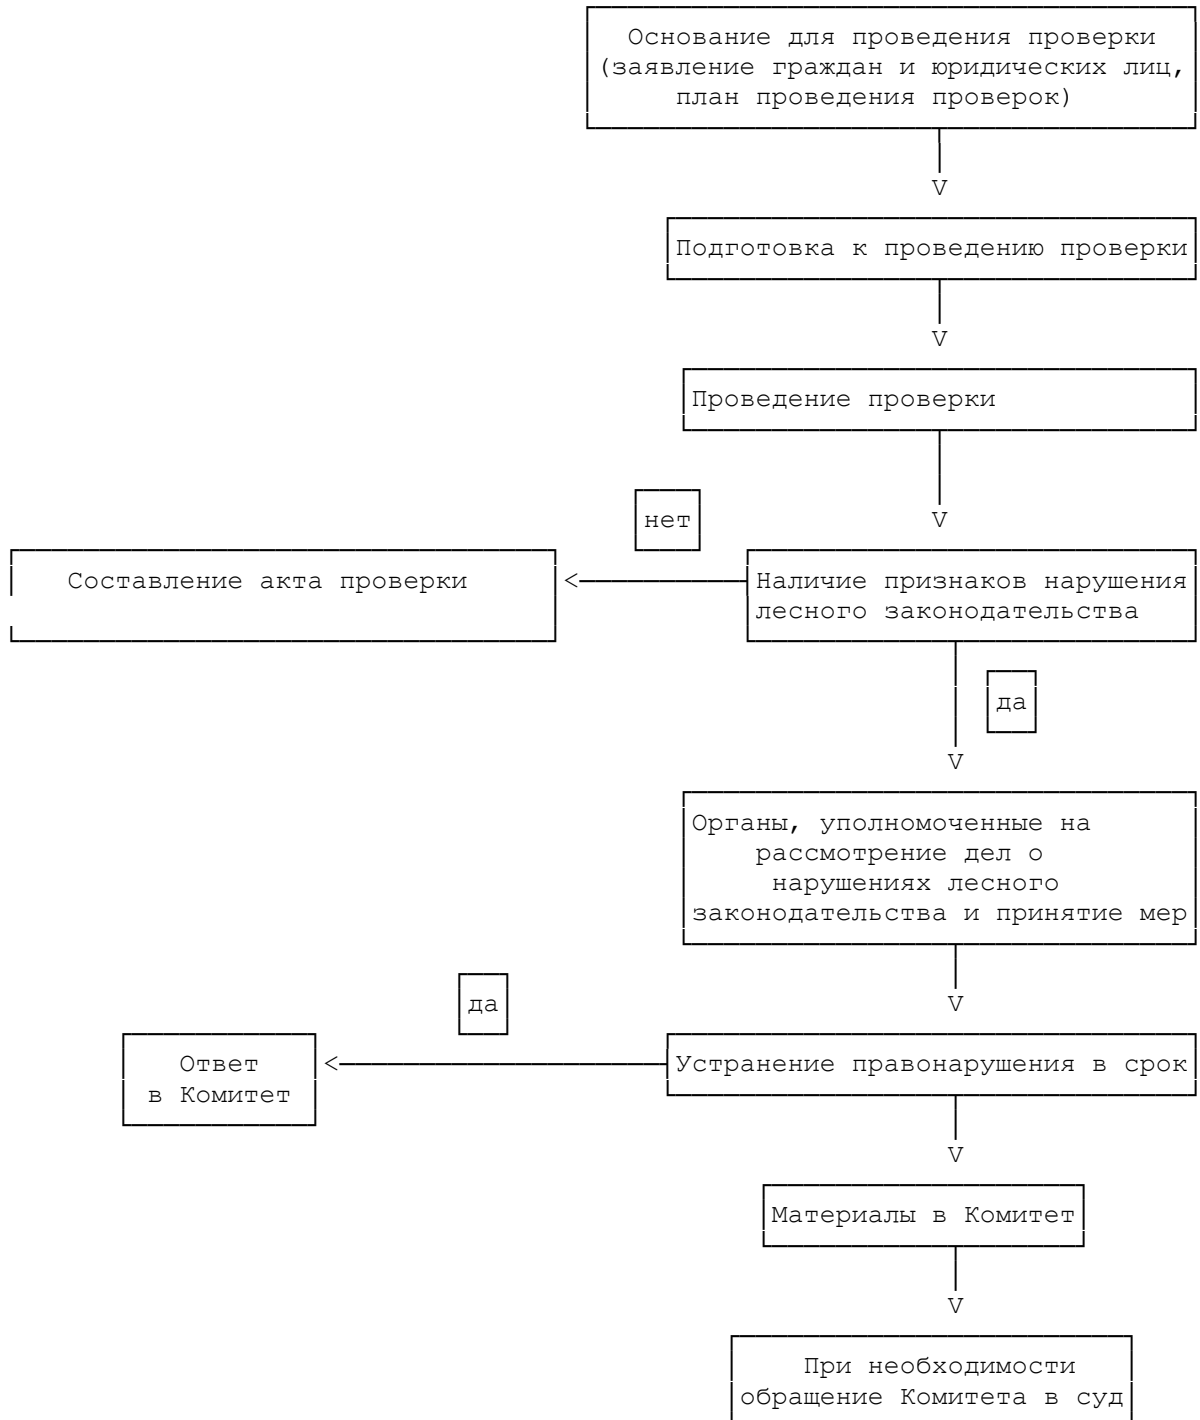 Основание для проведения проверки
(заявление граждан и юридических лиц,
план проведения проверок)
V
Подготовка к проведению проверки
V
Проведение проверки
нет
V
Составление акта проверки
<
Наличие признаков нарушения
лесного законодательства
да
V
Органы, уполномоченные на
рассмотрение дел о
нарушениях лесного
законодательства и принятие мер
да
V
Ответ
в Комитет
<
Устранение правонарушения в срок
V
Материалы в Комитет
V
При необходимости
обращение Комитета в суд